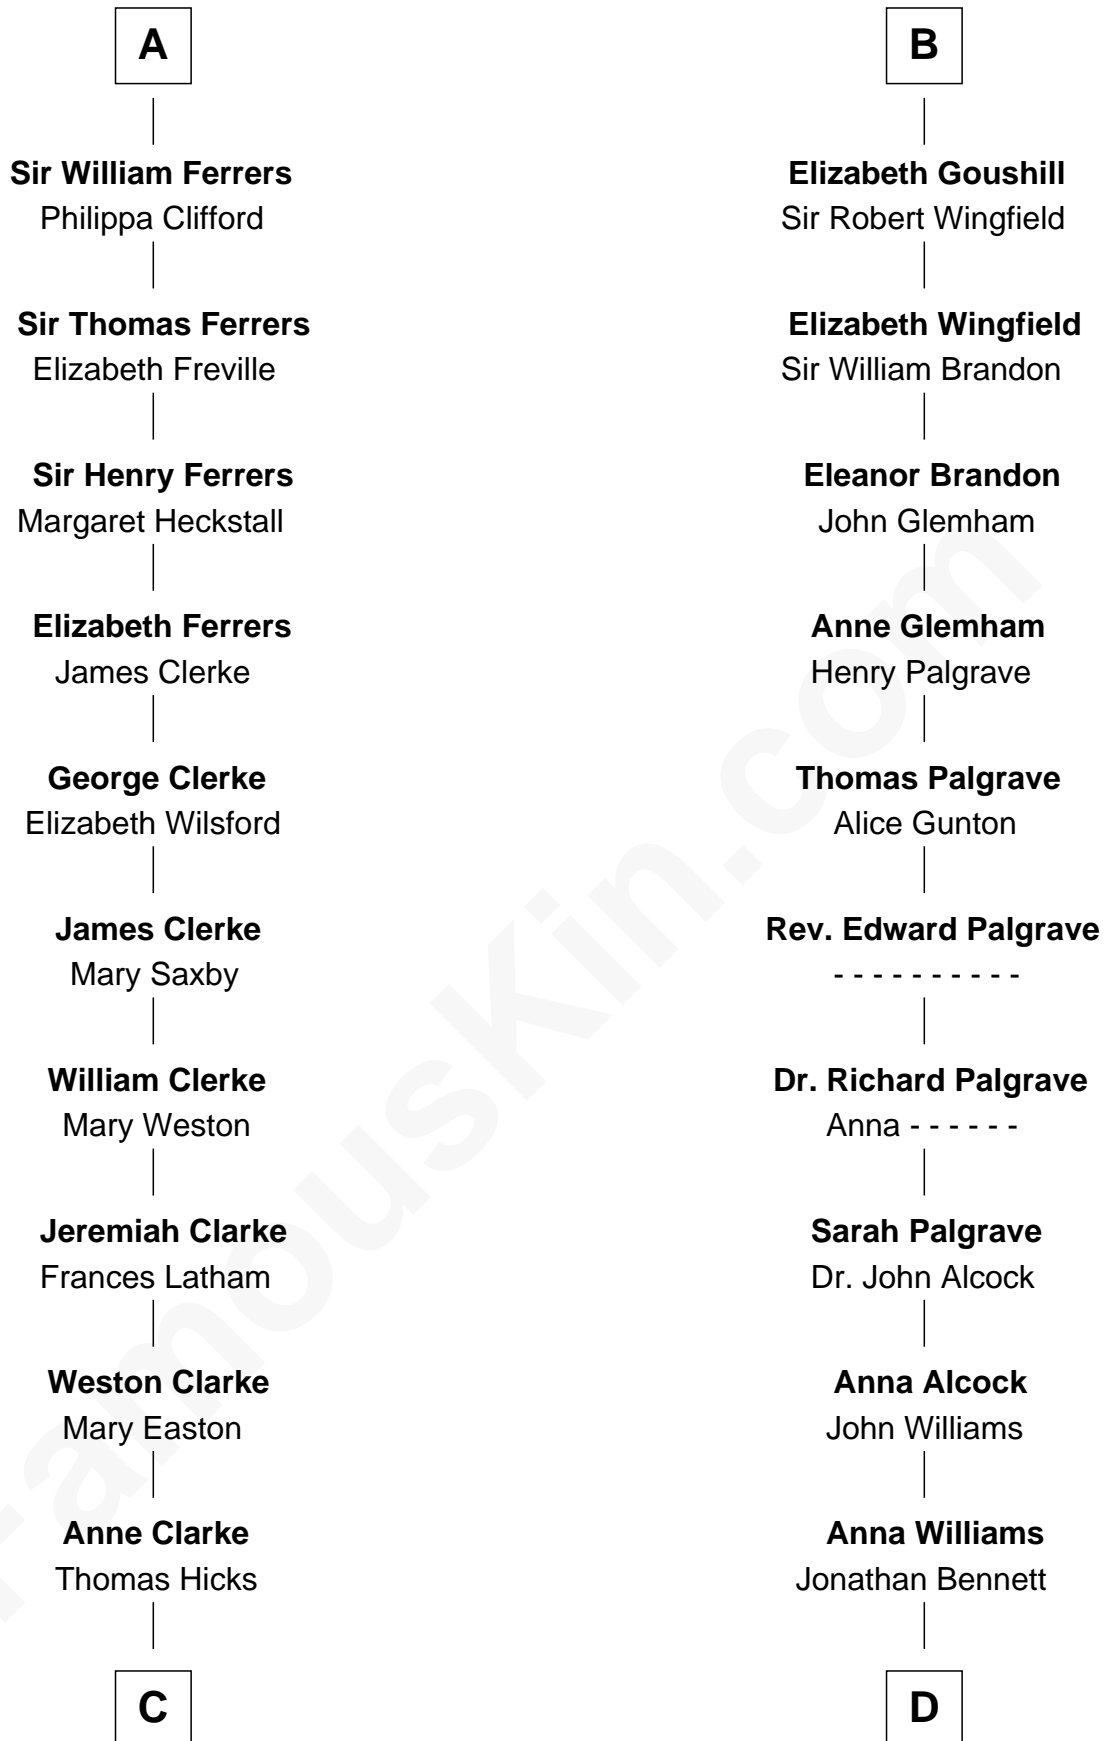 A
Sir William Ferrers
Philippa Clifford
Sir Thomas Ferrers
Elizabeth Freville
Sir Henry Ferrers
Margaret Heckstall
Elizabeth Ferrers
James Clerke
George Clerke
Elizabeth Wilsford
James Clerke
Mary Saxby
William Clerke
Mary Weston
Jeremiah Clarke
Frances Latham
Weston Clarke
Mary Easton
Anne Clarke
Thomas Hicks
C
B
Elizabeth Goushill
Sir Robert Wingfield
Elizabeth Wingfield
Sir William Brandon
Eleanor Brandon
John Glemham
Anne Glemham
Henry Palgrave
Thomas Palgrave
Alice Gunton
Rev. Edward Palgrave
- - - - - - - - - -
Dr. Richard Palgrave
Anna - - - - - -
Sarah Palgrave
Dr. John Alcock
Anna Alcock
John Williams
Anna Williams
Jonathan Bennett
D
FamousKin.com